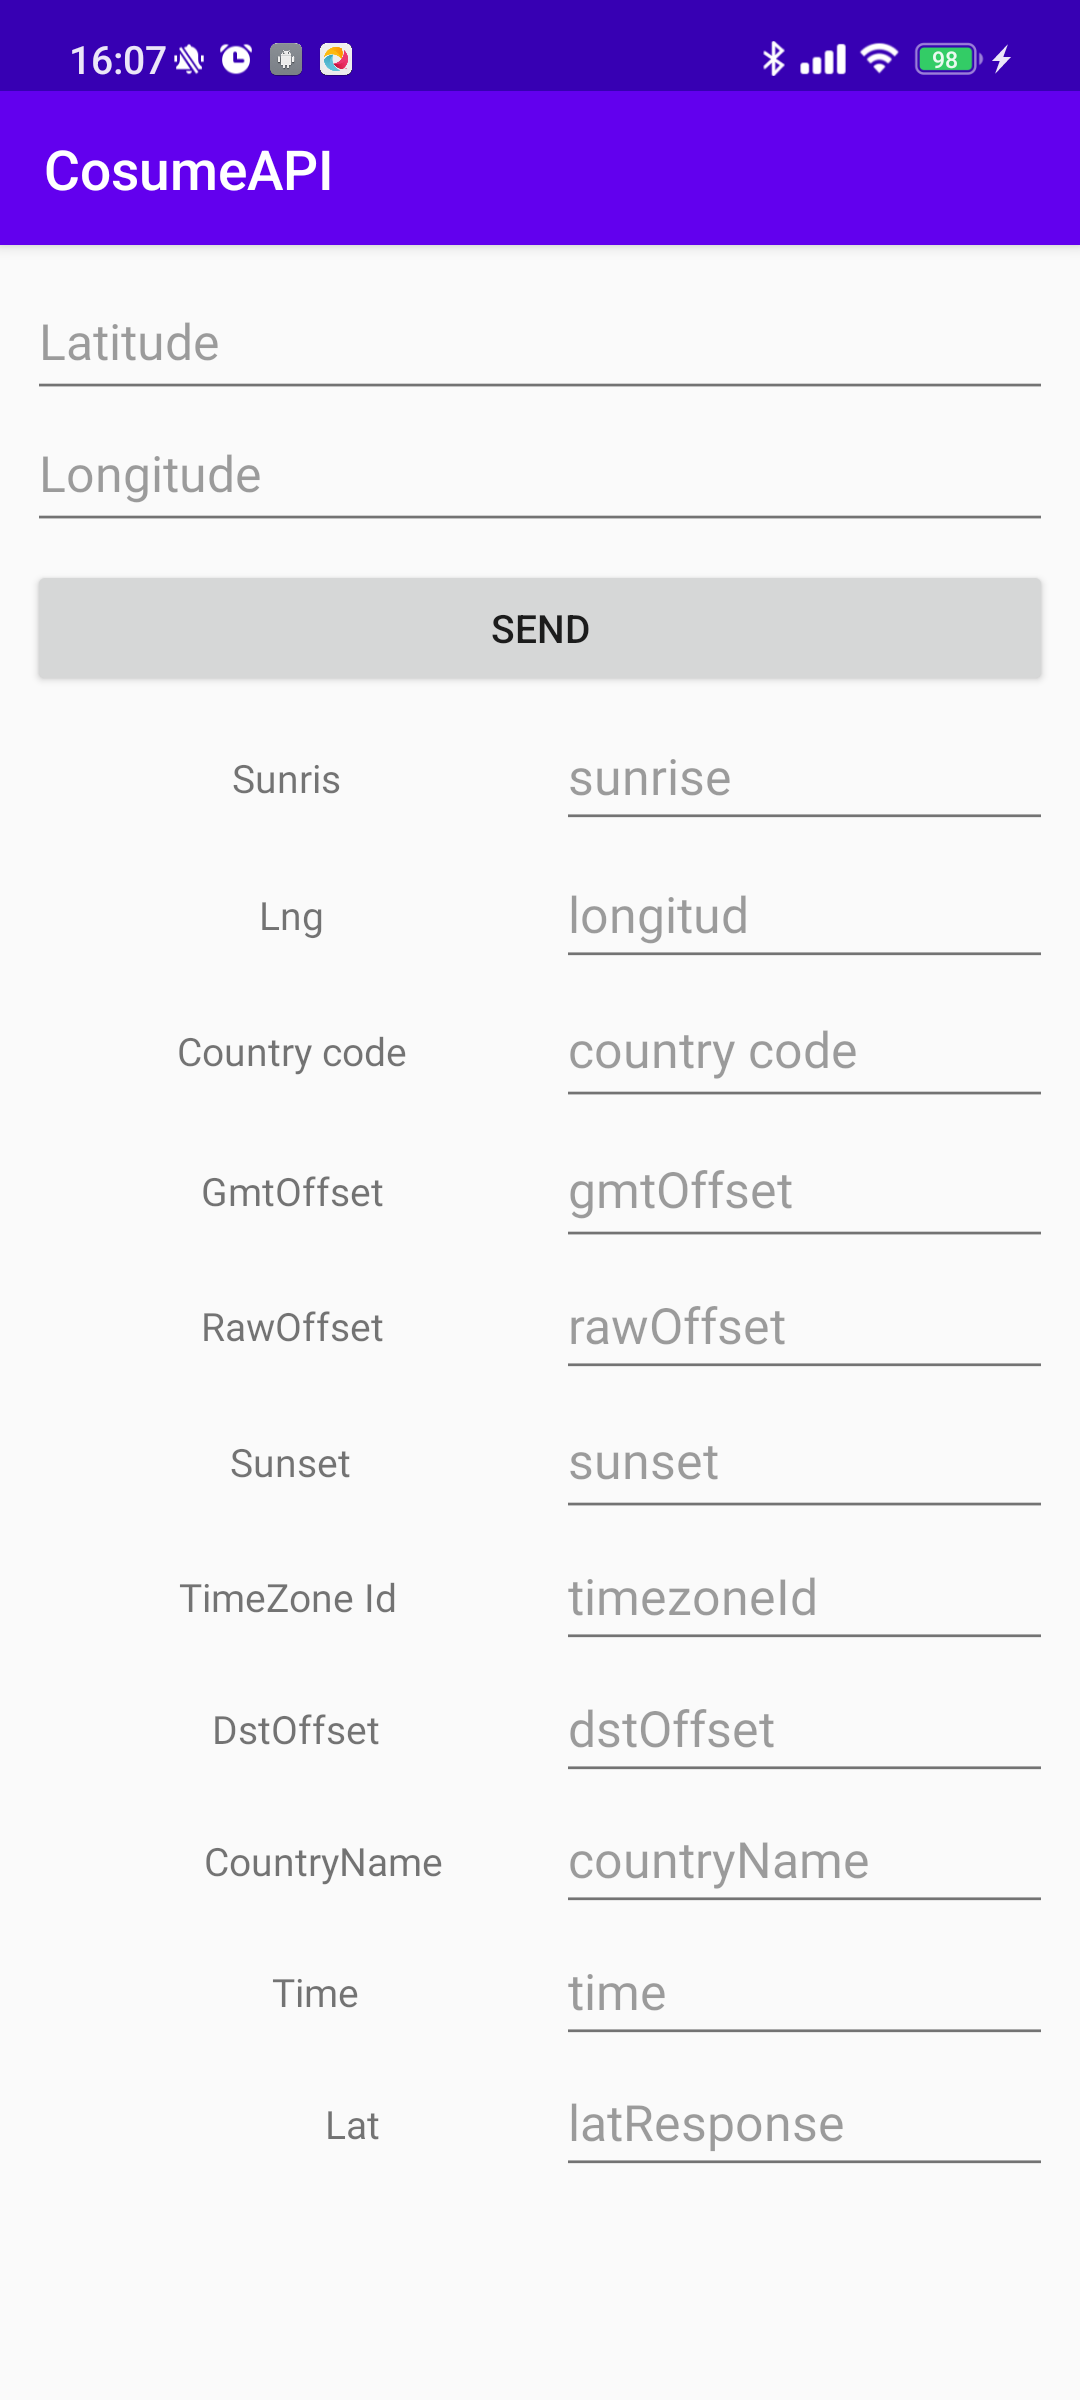 16:07 98
CosumeAPI
Latitude
Longitude
SEND
Sunris sunrise
Lng longitud
Country code country code
GmtOffset gmtOffset
RawOffset rawOffset
Sunset sunset
TimeZone Id timezoneId
DstOffset dstOffset
CountryName countryName
Time time
Lat latResponse